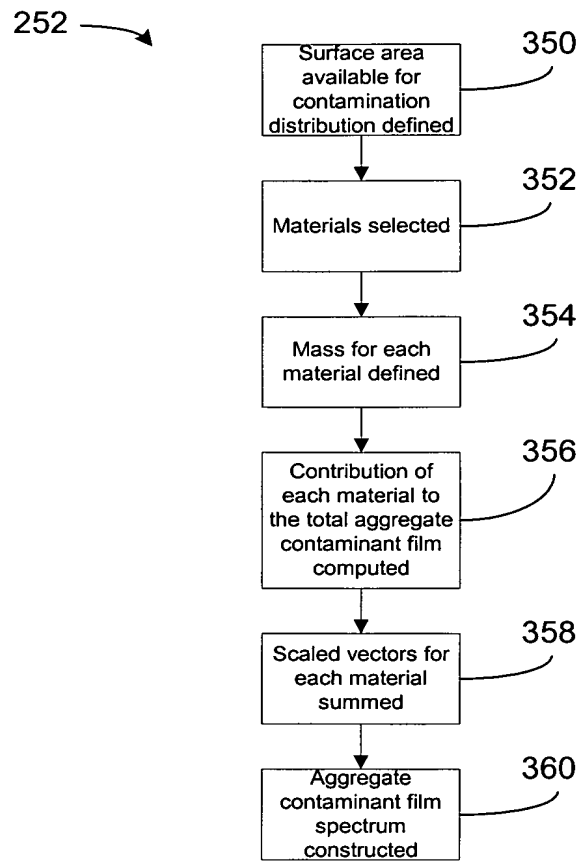 252
350
Surface area
available for
contamination
distribution defined
352
Materials selected
354
Mass for each
material defined
356
Contribution of
each material to
the total aggregate
contaminant film
computed
358
Scaled vectors for
each material
summed
360
Aggregate
contaminant film
spectrum
constructed